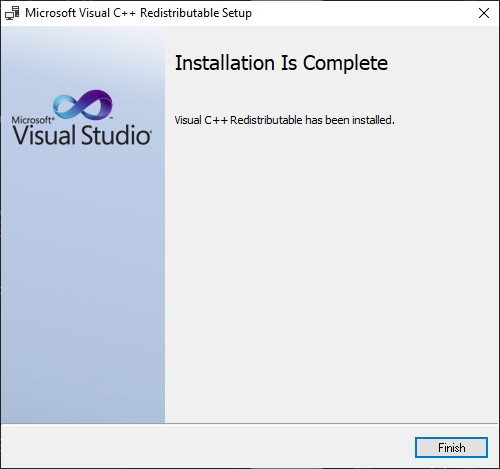 Microsoft Visual C++ Redistributable Setup
Installation Is Complete
Microsoft®
Visual Studio®
Visual C++ Redistributable has been installed.
Finish